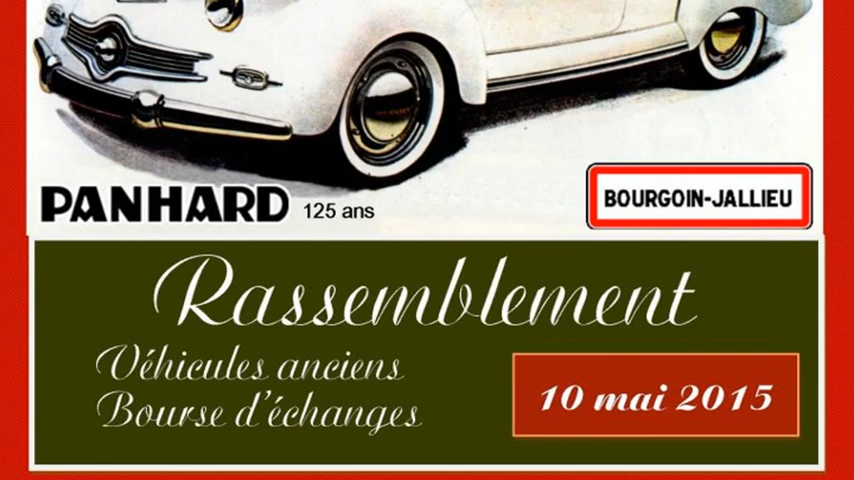 PANHARD 125 ans
BOURGOIN-JALLIEU
Rassemblement
Véhicules anciens
Bourse d'échanges
10 mai 2015